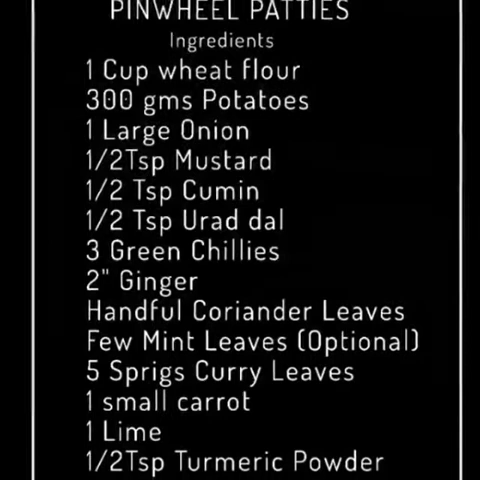 PINWHEEL PATTIES
Ingredients
1 Cup wheat flour
300 gms Potatoes
1 Large Onion
1/2Tsp Mustard
1/2 Tsp Cumin
1/2 Tsp Urad dal
3 Green Chillies
2" Ginger
Handful Coriander Leaves
Few Mint Leaves (Optional)
5 Sprigs Curry Leaves
1 small carrot
1 Lime
1/2Tsp Turmeric Powder